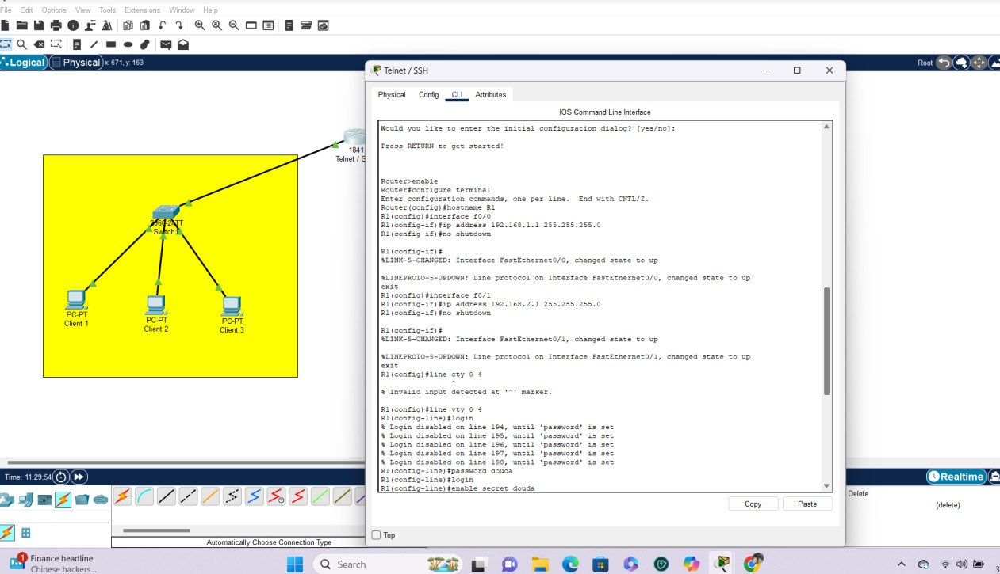 File Edit Options View Tools Extensions Window Help
Logical Physical x: 671, y: 163 Root
Telnet / SSH
Physical Config CLI Attributes
IOS Command Line Interface
Would you like to enter the initial configuration dialog? [yes/no]:
Press RETURN to get started!
Router>enable
Router#configure terminal
Enter configuration commands, one per line. End with CNTL/Z.
Router(config)#hostname R1
R1(config)#interface f0/0
R1(config-if)#ip address 192.168.1.1 255.255.255.0
R1(config-if)#no shutdown
R1(config-if)#
%LINK-5-CHANGED: Interface FastEthernet0/0, changed state to up
%LINEPROTO-5-UPDOWN: Line protocol on Interface FastEthernet0/0, changed state to up
exit
R1(config)#interface f0/1
R1(config-if)#ip address 192.168.2.1 255.255.255.0
R1(config-if)#no shutdown
R1(config-if)#
%LINK-5-CHANGED: Interface FastEthernet0/1, changed state to up
%LINEPROTO-5-UPDOWN: Line protocol on Interface FastEthernet0/1, changed state to up
exit
R1(config)#line cty 0 4
^
% Invalid input detected at '^' marker.
R1(config)#line vty 0 4
R1(config-line)#login
% Login disabled on line 194, until 'password' is set
% Login disabled on line 195, until 'password' is set
% Login disabled on line 196, until 'password' is set
% Login disabled on line 197, until 'password' is set
% Login disabled on line 198, until 'password' is set
R1(config-line)#password douda
R1(config-line)#login
R1(config-line)#enable secret douda
Copy Paste
Top
1841
Telnet / S
2960-24TT
Switch1
PC-PT
Client 1
PC-PT
Client 2
PC-PT
Client 3
Time: 11:29:54
Realtime
Delete
(delete)
Automatically Choose Connection Type
1
Finance headline
Chinese hackers...
Search
3